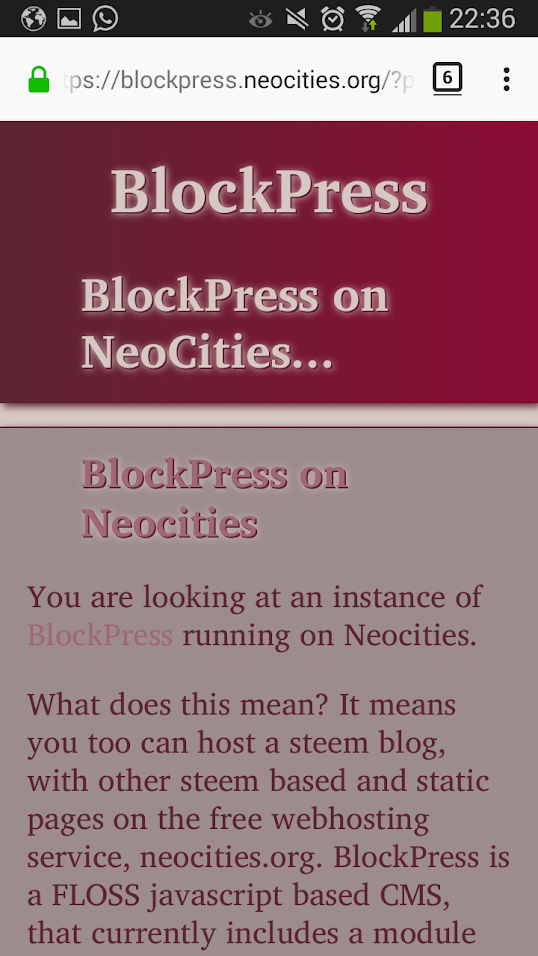 22:36
tps://blockpress.neocities.org/?p
6
BlockPress
BlockPress on
NeoCities...
BlockPress on
Neocities
You are looking at an instance of
BlockPress running on Neocities.
What does this mean? It means
you too can host a steem blog,
with other steem based and static
pages on the free webhosting
service, neocities.org. BlockPress is
a FLOSS javascript based CMS,
that currently includes a module